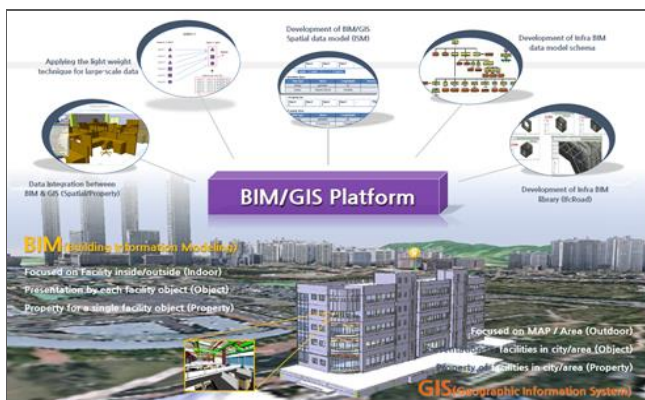 Development of BIM/GIS
Spatial data model (ISM)
Development of Infra BIM
data model schema
Applying the light weight
technique for large-scale data
Data Integration between
BIM & GIS (Spatial/Property)
BIM/GIS Platform
Development of Infra BIM
library (IfcRoad)
BIM (Building Information Modeling)
Focused on Facility inside/outside (Indoor)
Presentation by each facility object (Object)
Property for a single facility object (Property)
Focused on MAP / Area (Outdoor)
facilities in city/area (Object)
Property of facilities in city/area (Property)
GIS (Geographic Information System)